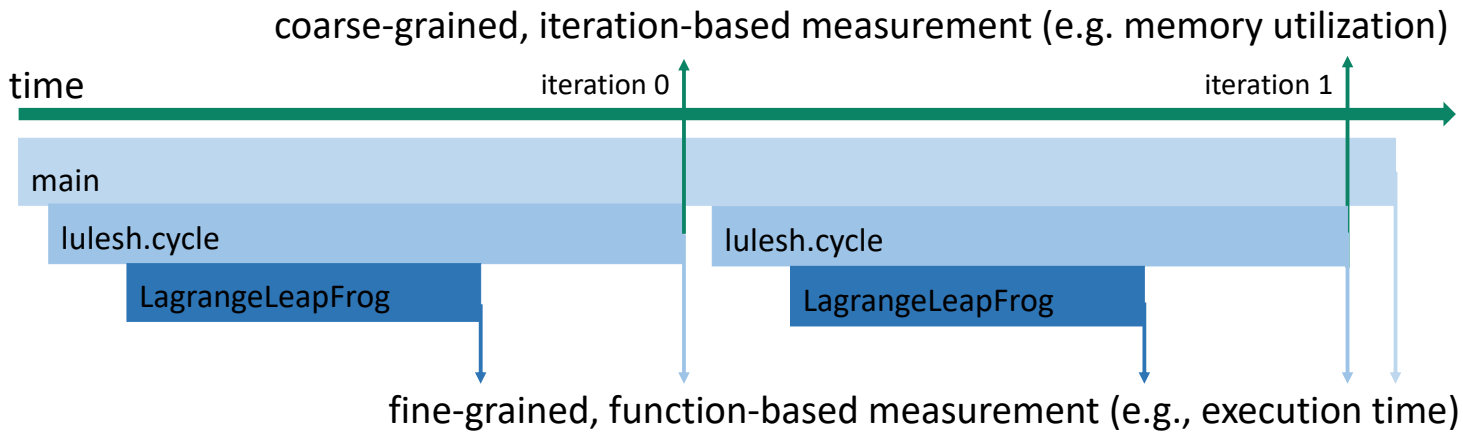 coarse-grained, iteration-based measurement (e.g. memory utilization)
time
iteration 0
iteration 1
main
lulesh.cycle
lulesh.cycle
LagrangeLeapFrog
LagrangeLeapFrog
fine-grained, function-based measurement (e.g., execution time)